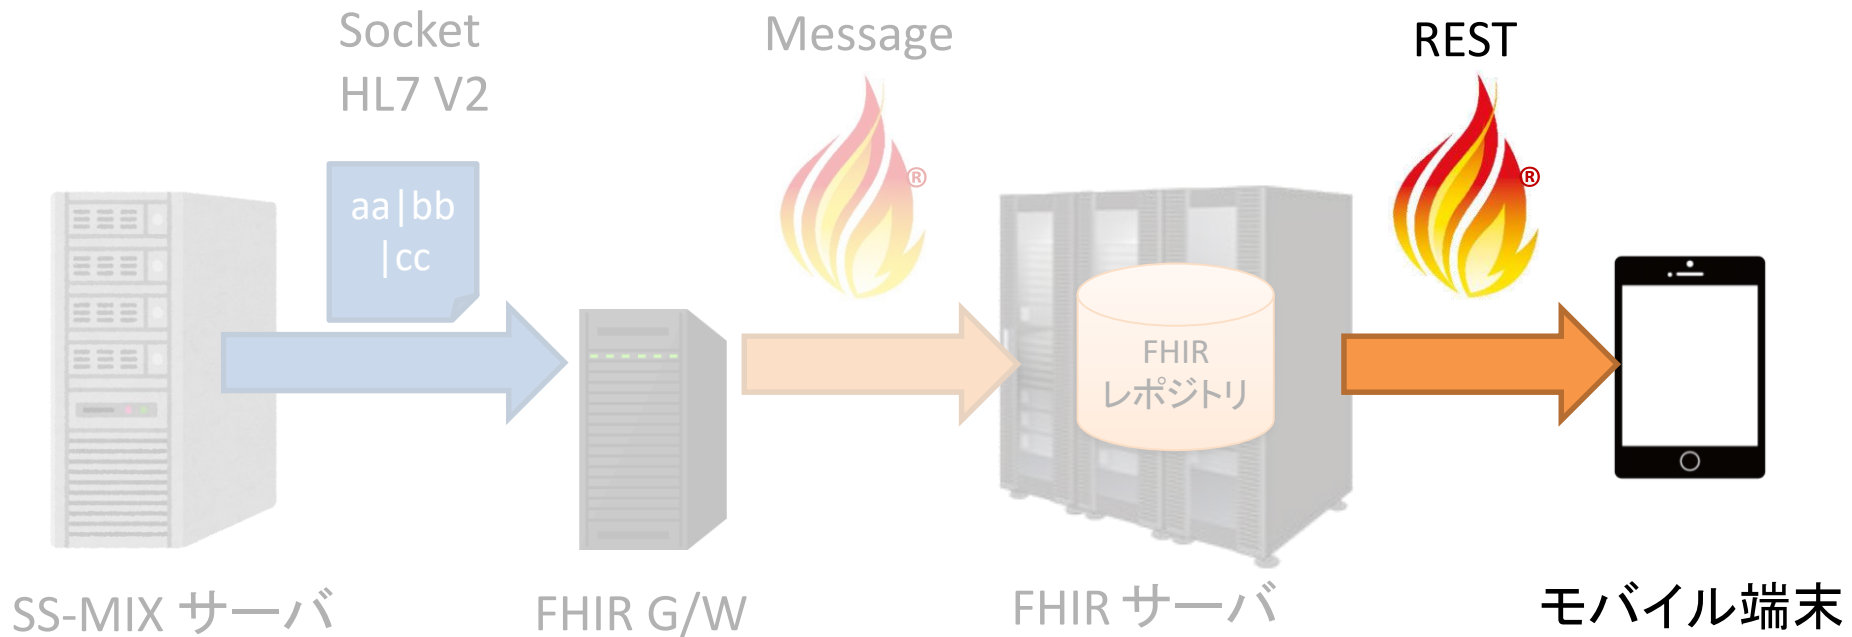 Socket
HL7 V2
Message
REST
aa|bb
|cc
®
®
FHIR
レポジトリ
SS-MIX サーバ
FHIR G/W
FHIR サーバ
モバイル端末